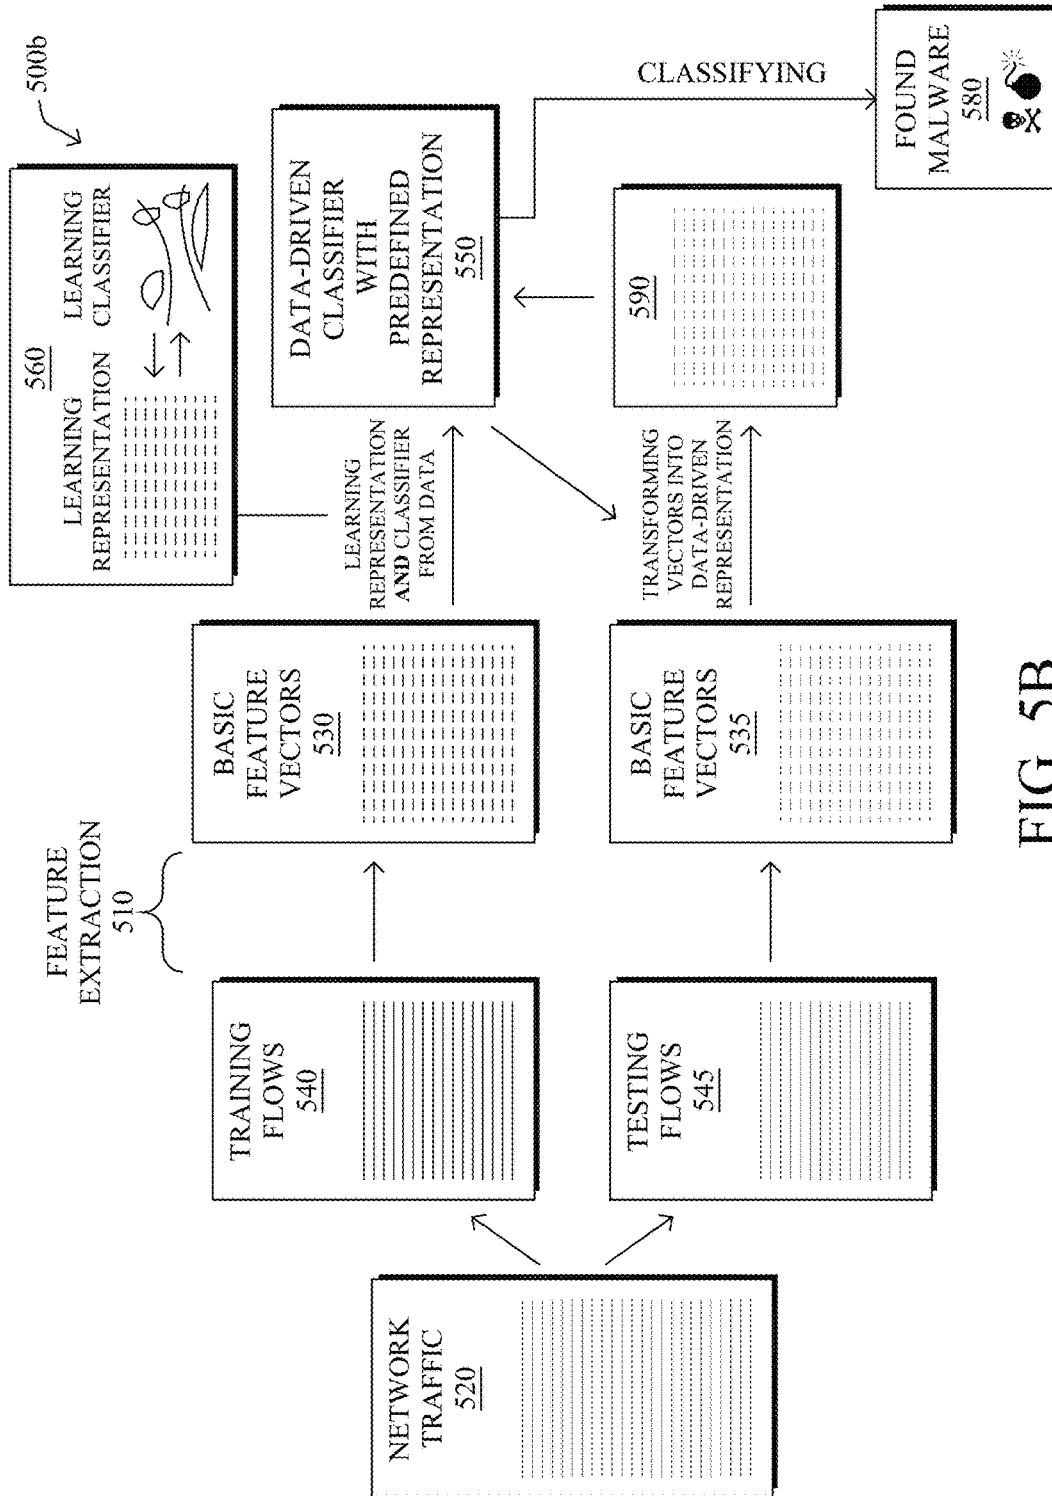 500b
FEATURE
EXTRACTION
510
NETWORK
TRAFFIC
520
TRAINING
FLOWS
540
TESTING
FLOWS
545
BASIC
FEATURE
VECTORS
530
BASIC
FEATURE
VECTORS
535
560
LEARNING
REPRESENTATION
LEARNING
CLASSIFIER
LEARNING
REPRESENTATION
AND CLASSIFIER
FROM DATA
TRANSFORMING
VECTORS INTO
DATA-DRIVEN
REPRESENTATION
DATA-DRIVEN
CLASSIFIER
WITH
PREDEFINED
REPRESENTATION
550
590
CLASSIFYING
FOUND
MALWARE
580
FIG. 5B